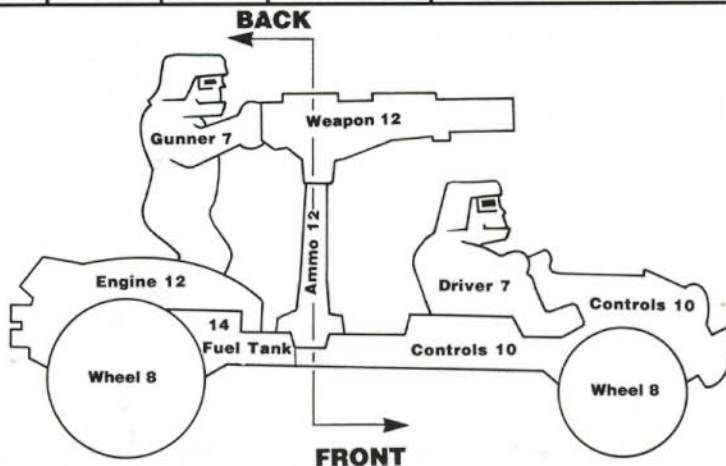 BACK
Weapon 12
Gunner 7
Ammo 12
Engine 12
Driver 7
Controls 10
14
Fuel Tank
Controls 10
Wheel 8
Wheel 8
FRONT